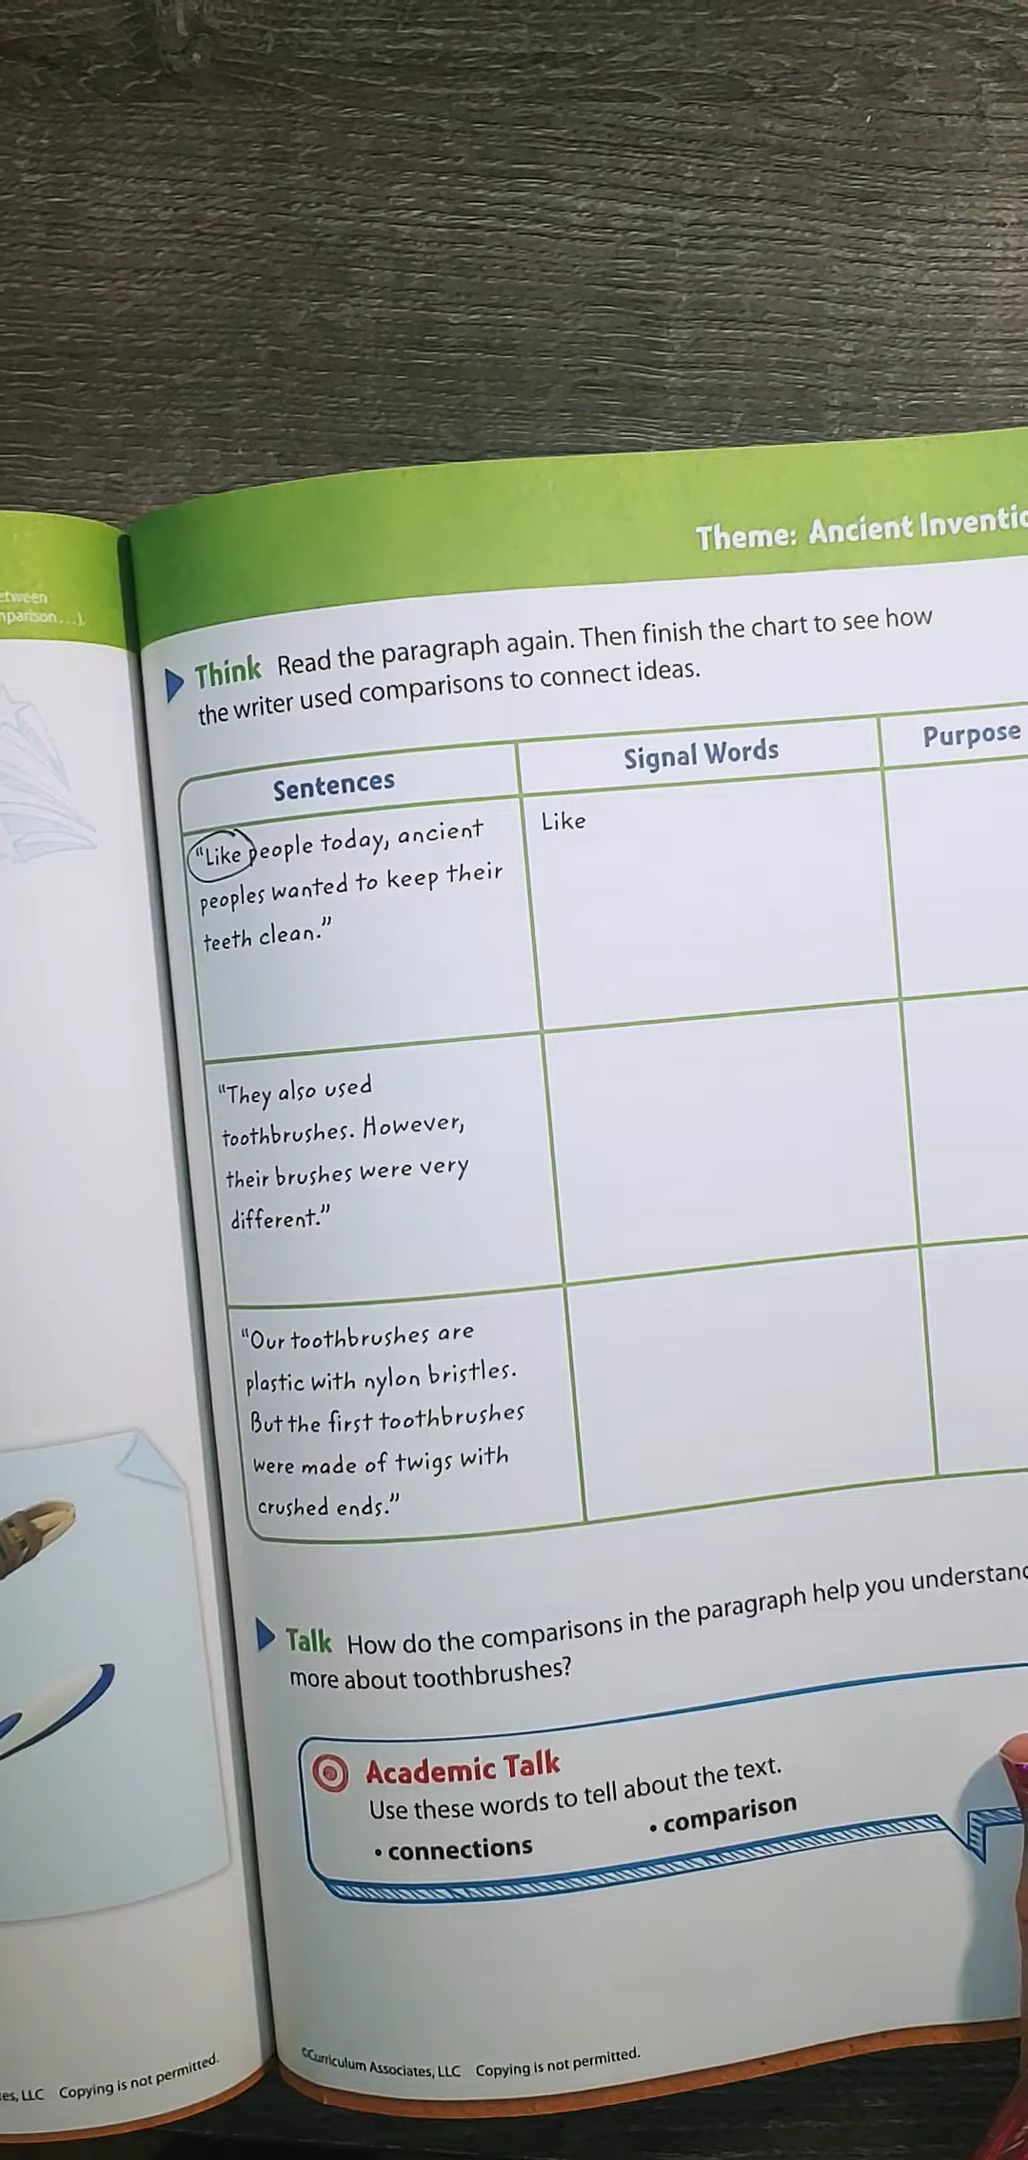 Theme: Ancient
etween
mparison...).
Think Read the paragraph again. Then finish the chart to see how
the writer used comparisons to connect ideas.
Sentences
Signal Words
Purpose
"Like people today, ancient
peoples wanted to keep their
teeth clean."
Like
"They also used
toothbrushes. However,
their brushes were very
different."
"Our toothbrushes are
plastic with nylon bristles.
But the first toothbrushes
were made of twigs with
crushed ends."
Talk How do the comparisons in the paragraph help you understand
more about toothbrushes?
Academic Talk
Use these words to tell about the text.
• connections
• comparison
es, LLC Copying is not permitted.
©Curriculum Associates, LLC Copying is not permitted.